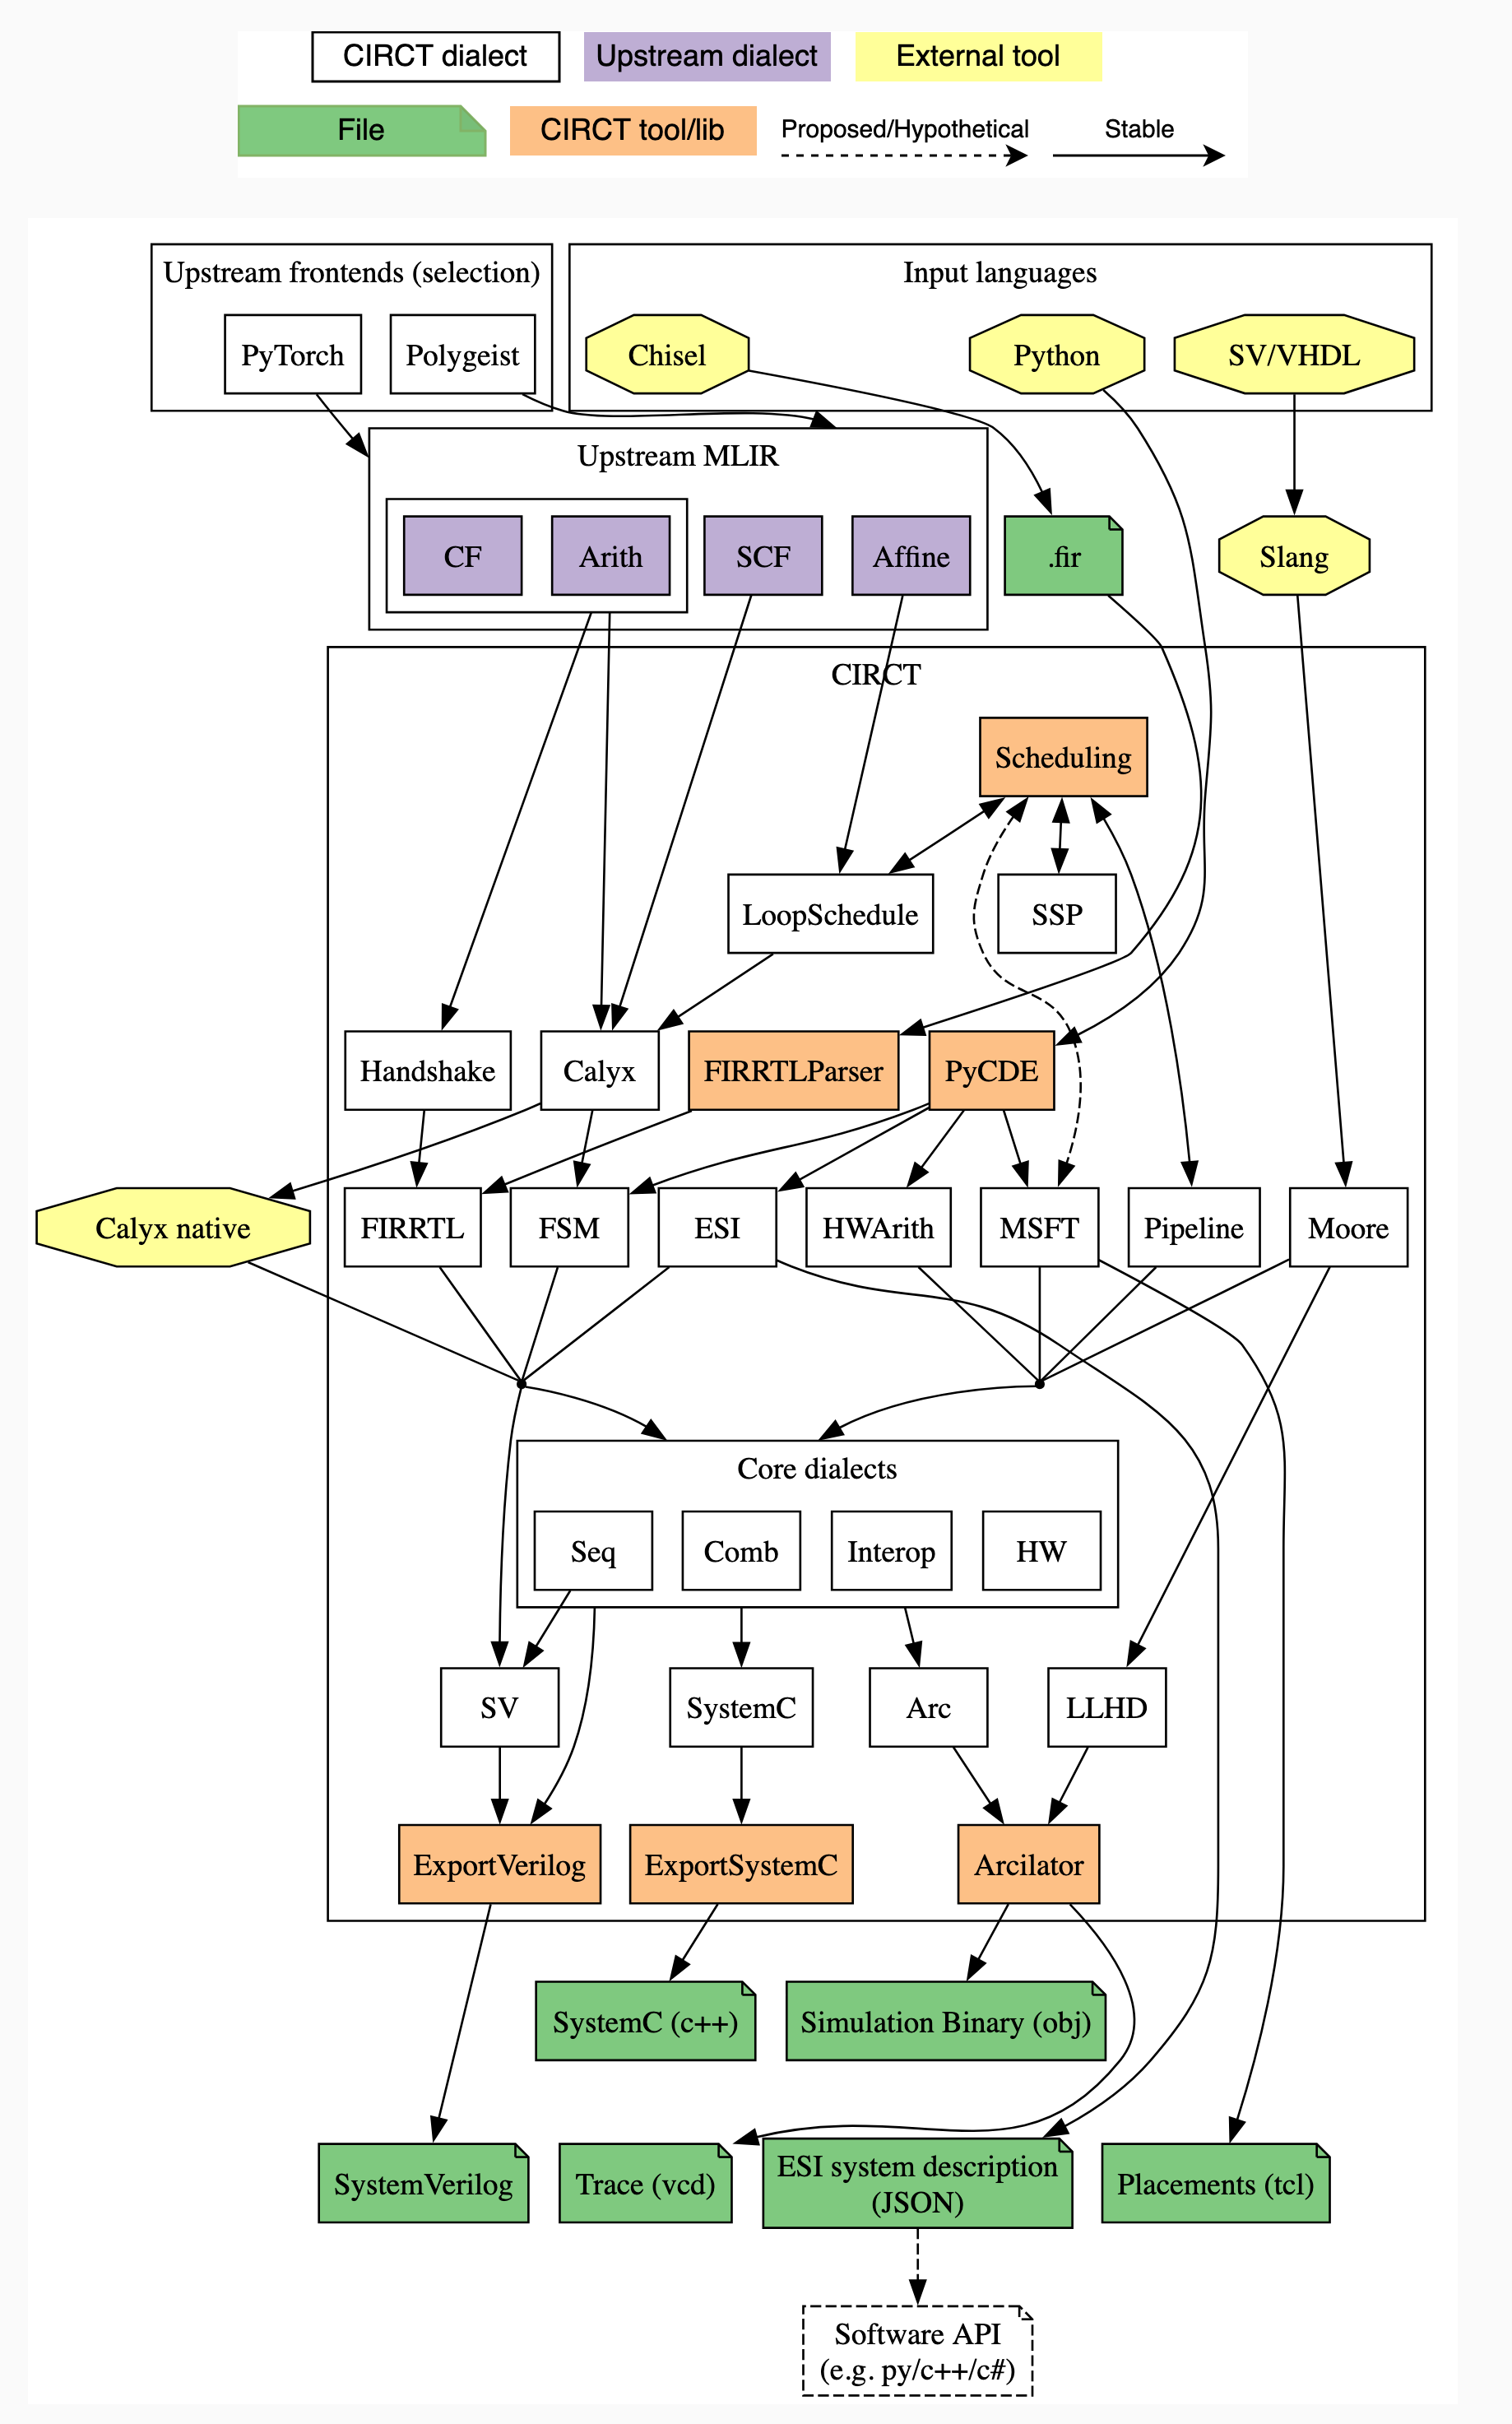 CIRCT dialect
Upstream dialect
External tool
File
CIRCT tool/lib
Proposed/Hypothetical
Stable
Upstream frontends (selection)
Input languages
PyTorch
Polygeist
Chisel
Python
SV/VHDL
Upstream MLIR
CF
Arith
SCF
Affine
.fir
Slang
CIRCT
Scheduling
LoopSchedule
SSP
Handshake
Calyx
FIRRTLParser
PyCDE
Calyx native
FIRRTL
FSM
ESI
HWArith
MSFT
Pipeline
Moore
Core dialects
Seq
Comb
Interop
HW
SV
SystemC
Arc
LLHD
ExportVerilog
ExportSystemC
Arcilator
SystemC (c++)
Simulation Binary (obj)
SystemVerilog
Trace (vcd)
ESI system description
(JSON)
Placements (tcl)
Software API
(e.g. py/c++/c#)